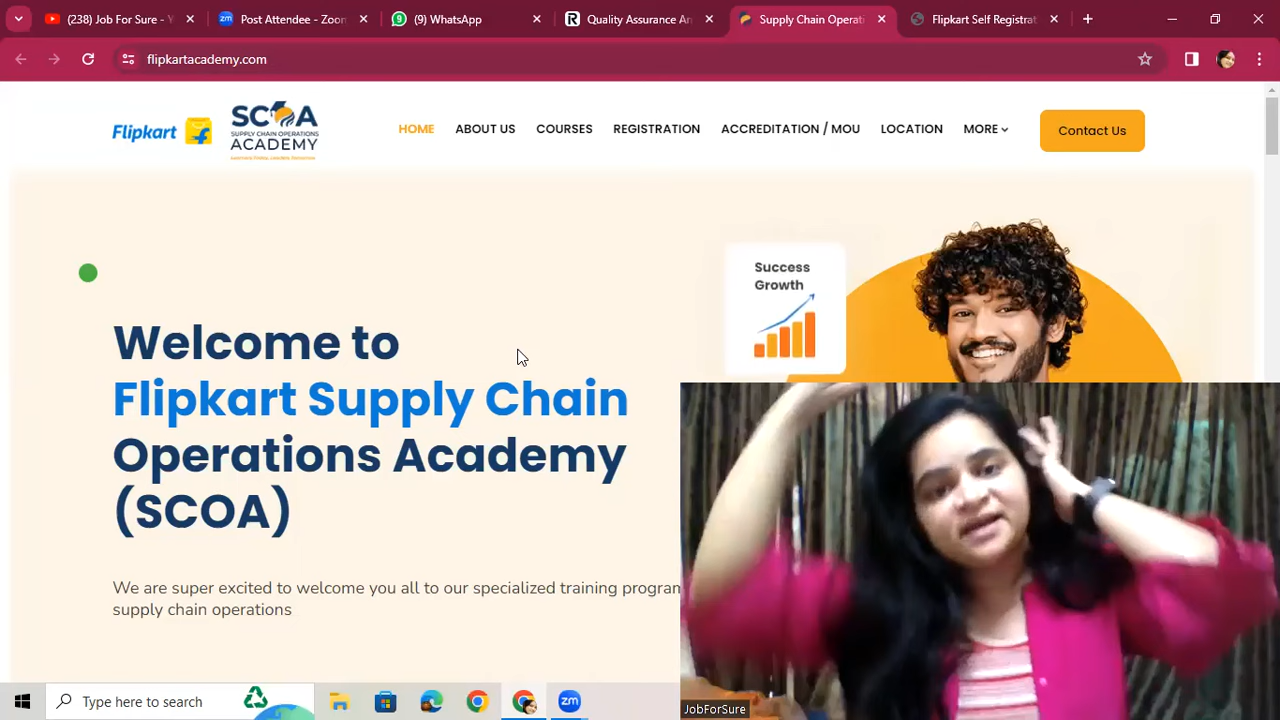 (238) Job For Sure - Y
Post Attendee - Zoom
(9) WhatsApp
Quality Assurance An
Supply Chain Operati
Flipkart Self Registrat
flipkartacademy.com
Flipkart
SCOA
SUPPLY CHAIN OPERATIONS
ACADEMY
HOME
ABOUT US
COURSES
REGISTRATION
ACCREDITATION / MOU
LOCATION
MORE
Contact Us
Success
Growth
Welcome to
Flipkart Supply Chain
Operations Academy
(SCOA)
We are super excited to welcome you all to our specialized training program
supply chain operations
Type here to search
zm
JobForSure